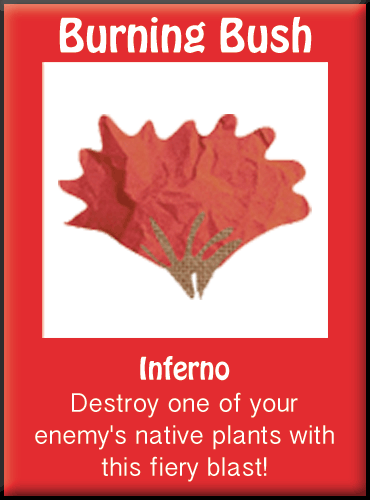 Burning Bush
Inferno
Destroy one of your
enemy's native plants with
this fiery blast!